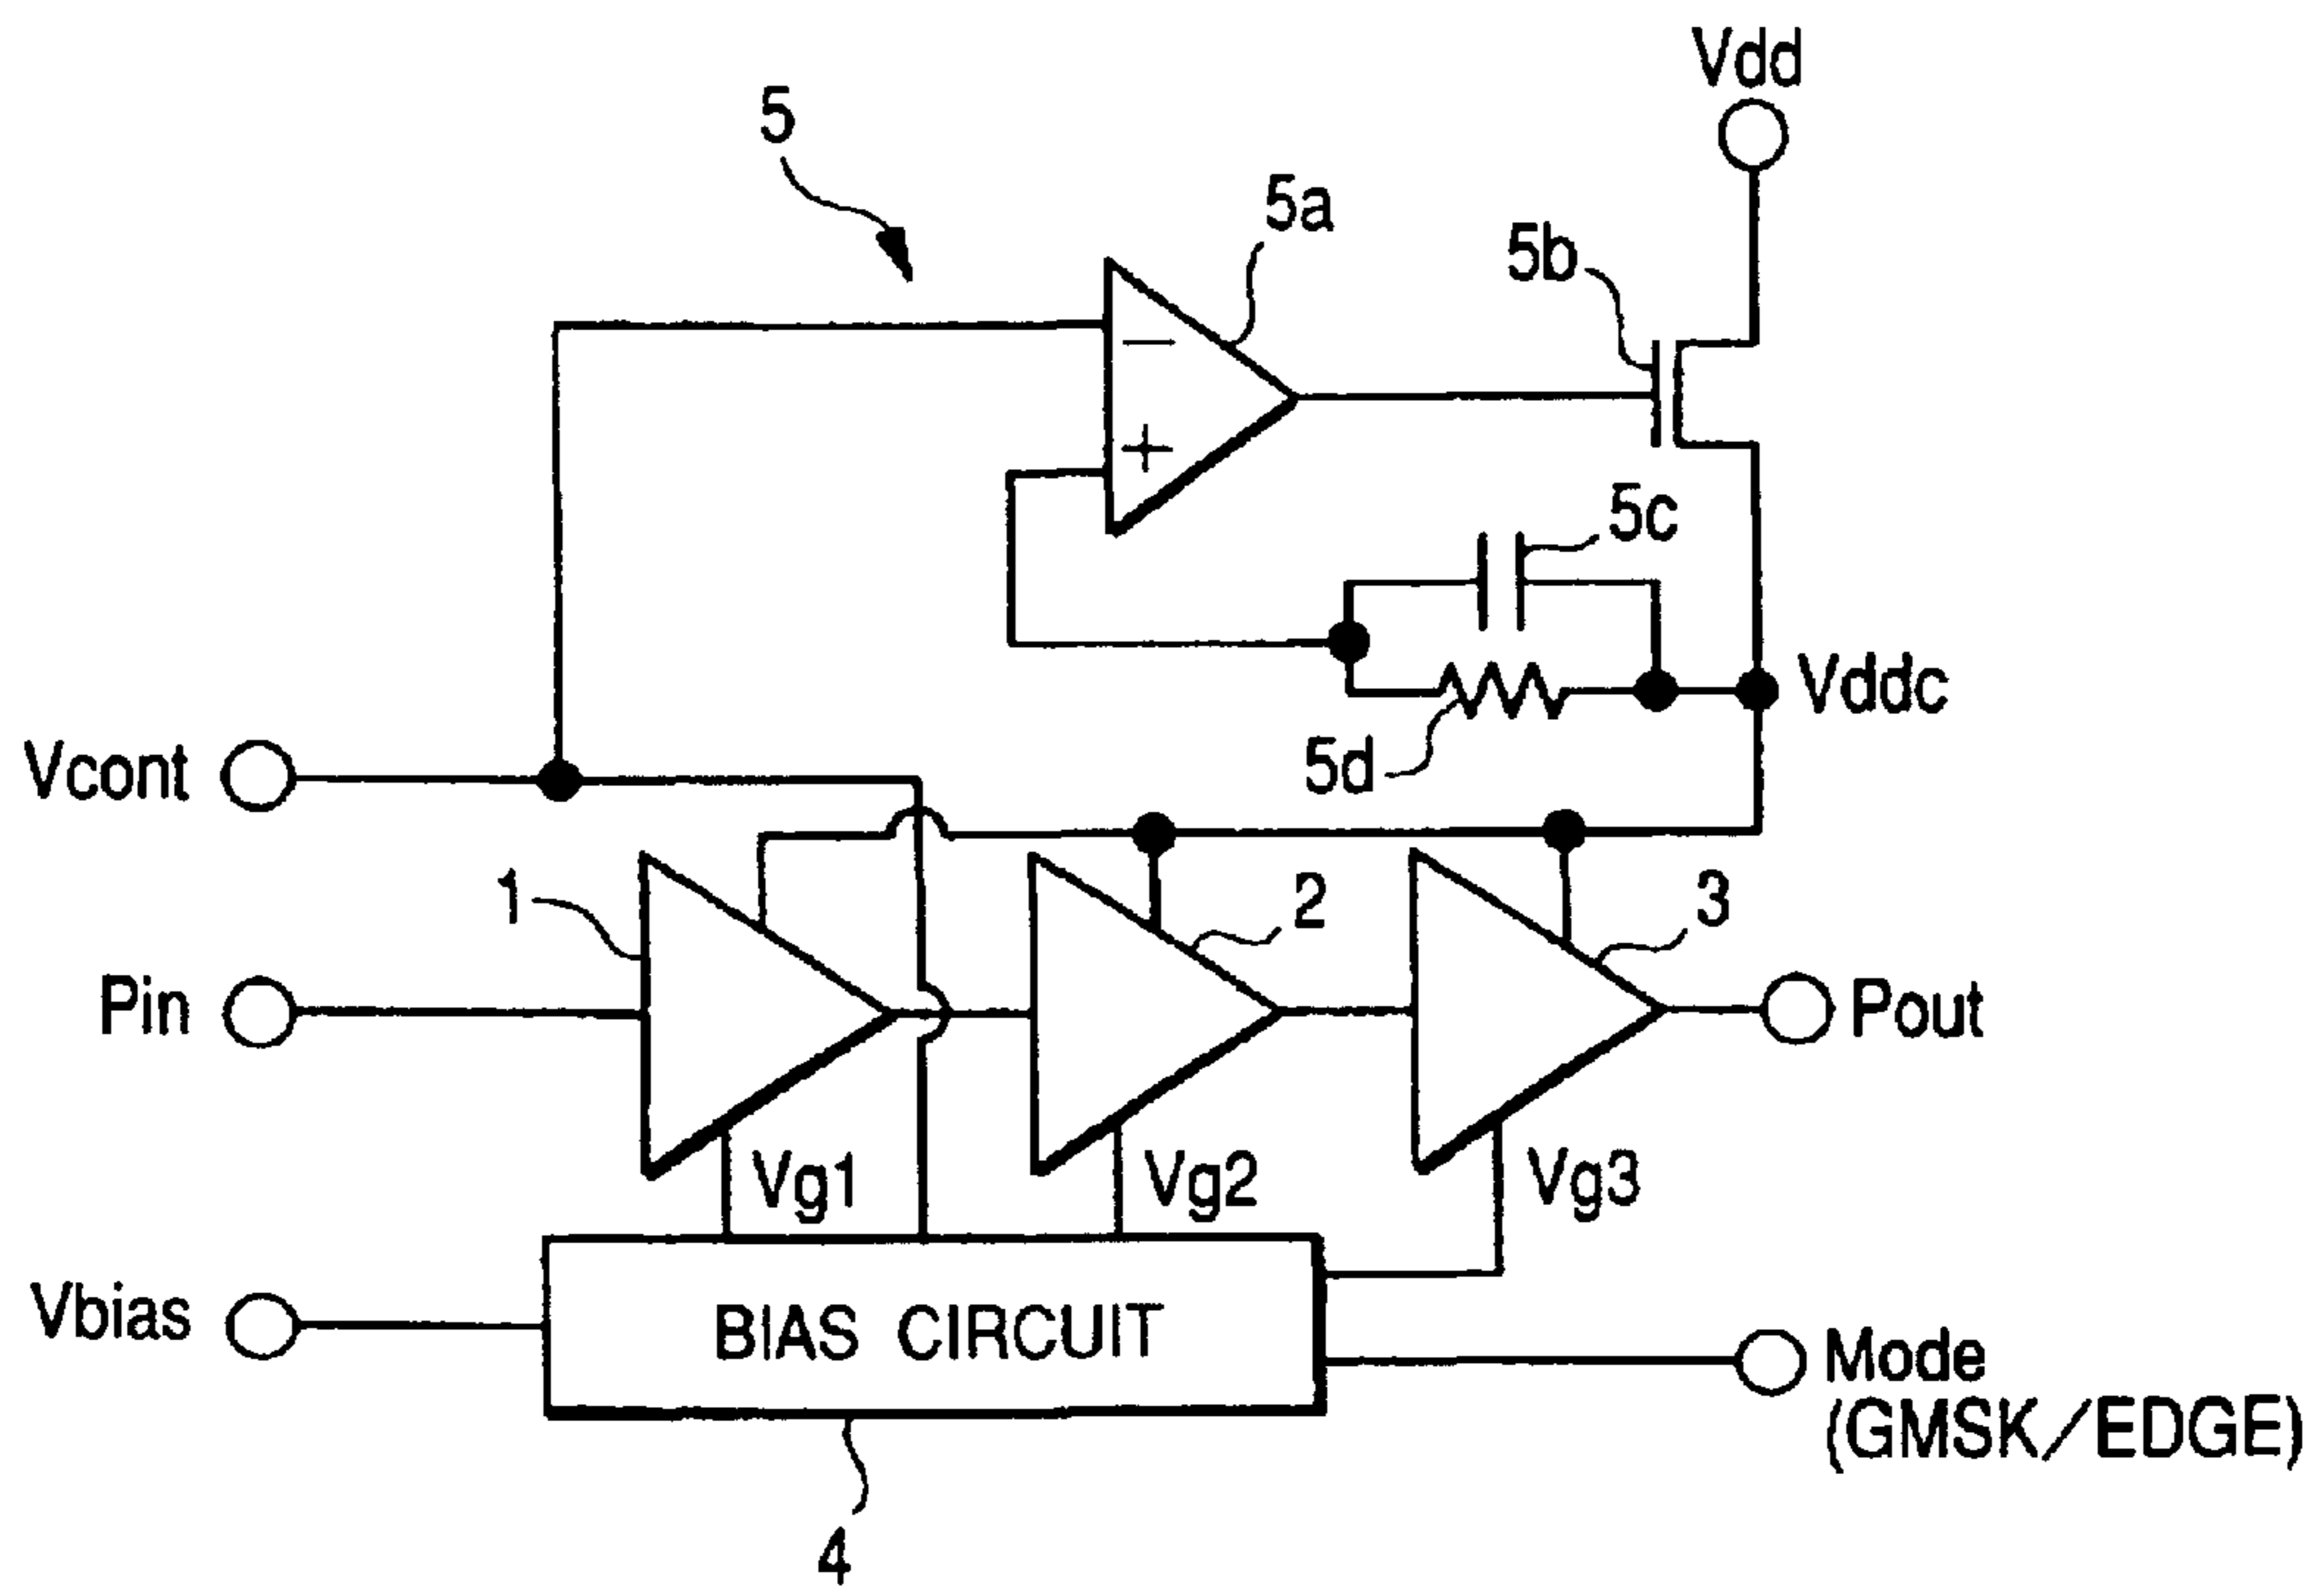 Vdd
5
5a
5b
−
+
5c
Vddc
5d
Vcont
1
2
3
Pin
Pout
Vg1
Vg2
Vg3
Vbias
BIAS CIRCUIT
Mode
(GMSK/EDGE)
4